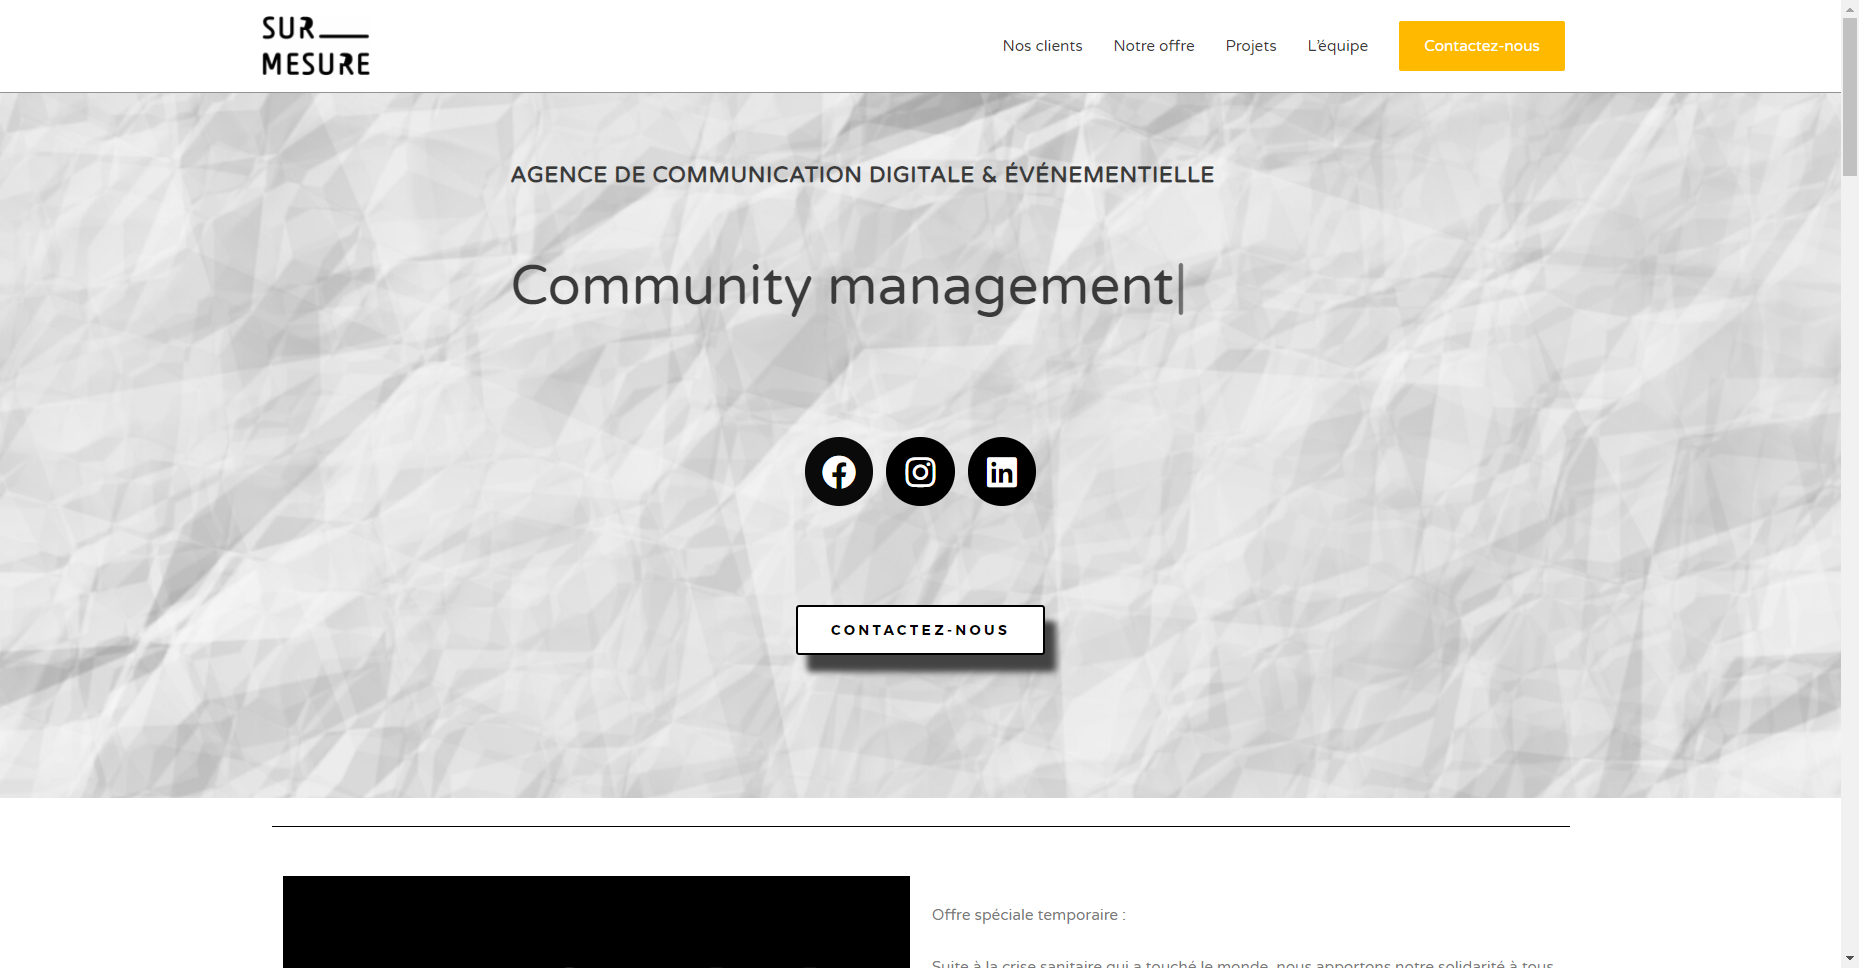 SUR
MESURE
Nos clients
Notre offre
Projets
L'équipe
Contactez-nous
AGENCE DE COMMUNICATION DIGITALE & ÉVÉNEMENTIELLE
Community management
CONTACTEZ-NOUS
Offre spéciale temporaire :
Suite à la crise sanitaire qui a touché le monde, nous apportons notre solidarité à tous